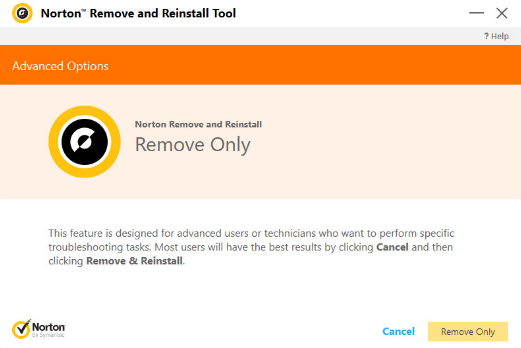 Norton™ Remove and Reinstall Tool
? Help
Advanced Options
Norton Remove and Reinstall
Remove Only
This feature is designed for advanced users or technicians who want to perform specific
troubleshooting tasks. Most users will have the best results by clicking Cancel and then
clicking Remove & Reinstall.
Norton
by Symantec
Cancel
Remove Only